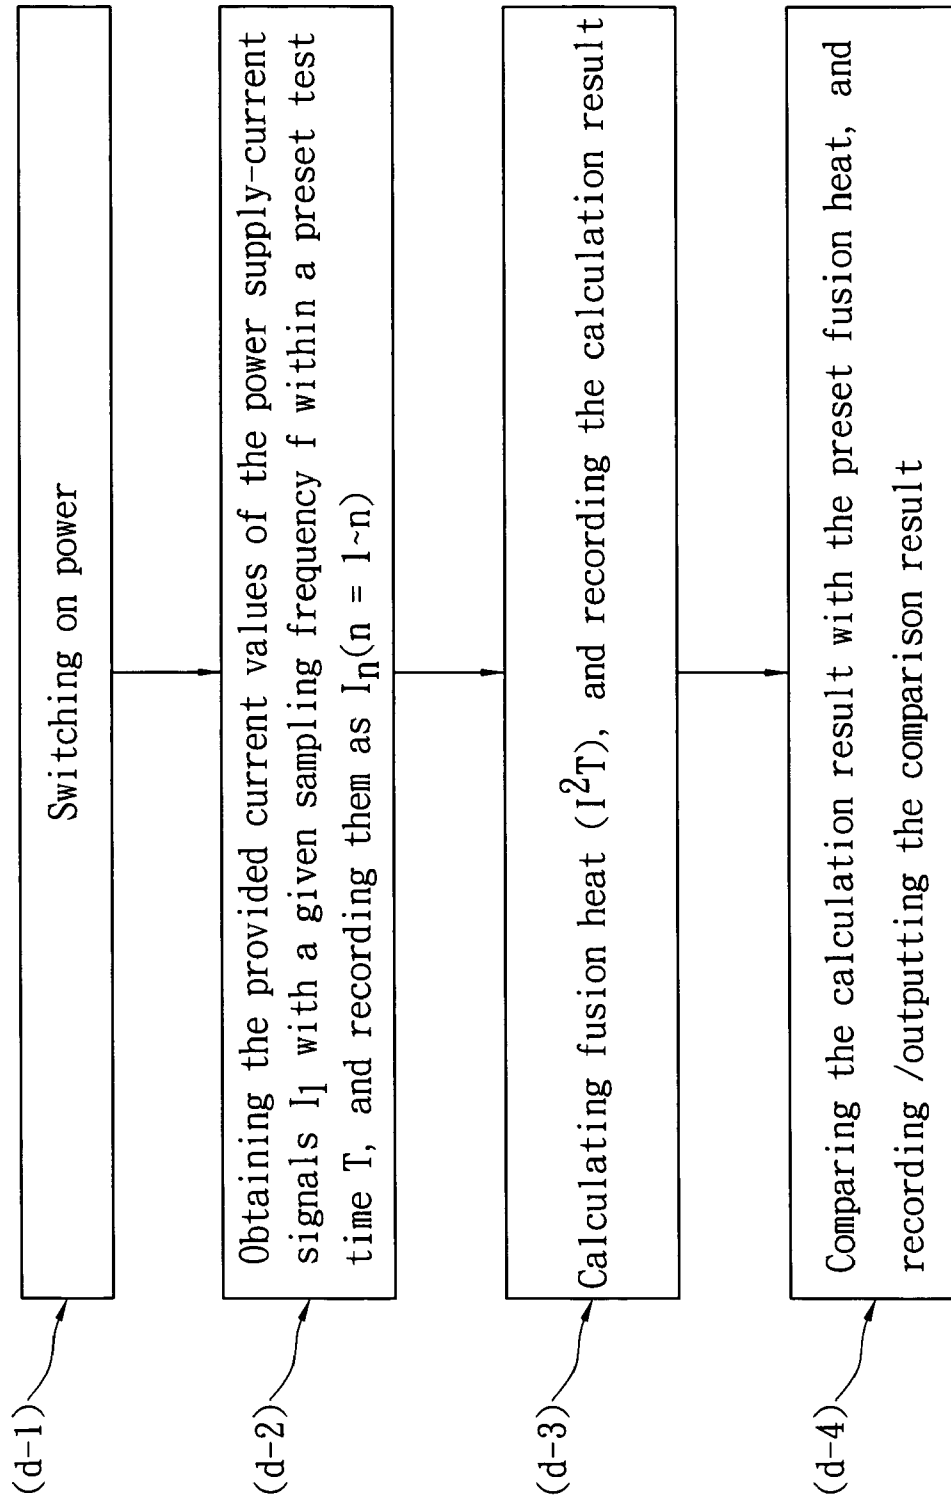 (d-1)
Switching on power
(d-2)
Obtaining the provided current values of the power supply-current
signals I₁ with a given sampling frequency f within a preset test
time T, and recording them as Iₙ(n = 1~n)
(d-3)
Calculating fusion heat (I²T), and recording the calculation result
(d-4)
Comparing the calculation result with the preset fusion heat, and
recording /outputting the comparison result